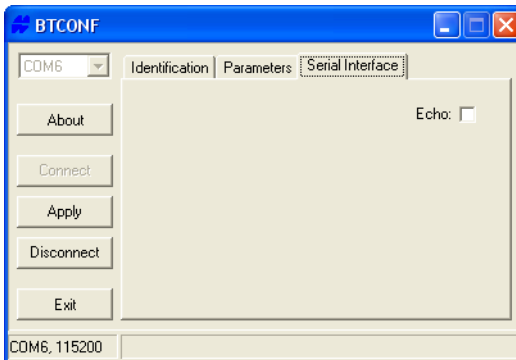 BTCONF
COM6
Identification Parameters Serial Interface
Echo:
About
Connect
Apply
Disconnect
Exit
COM6, 115200